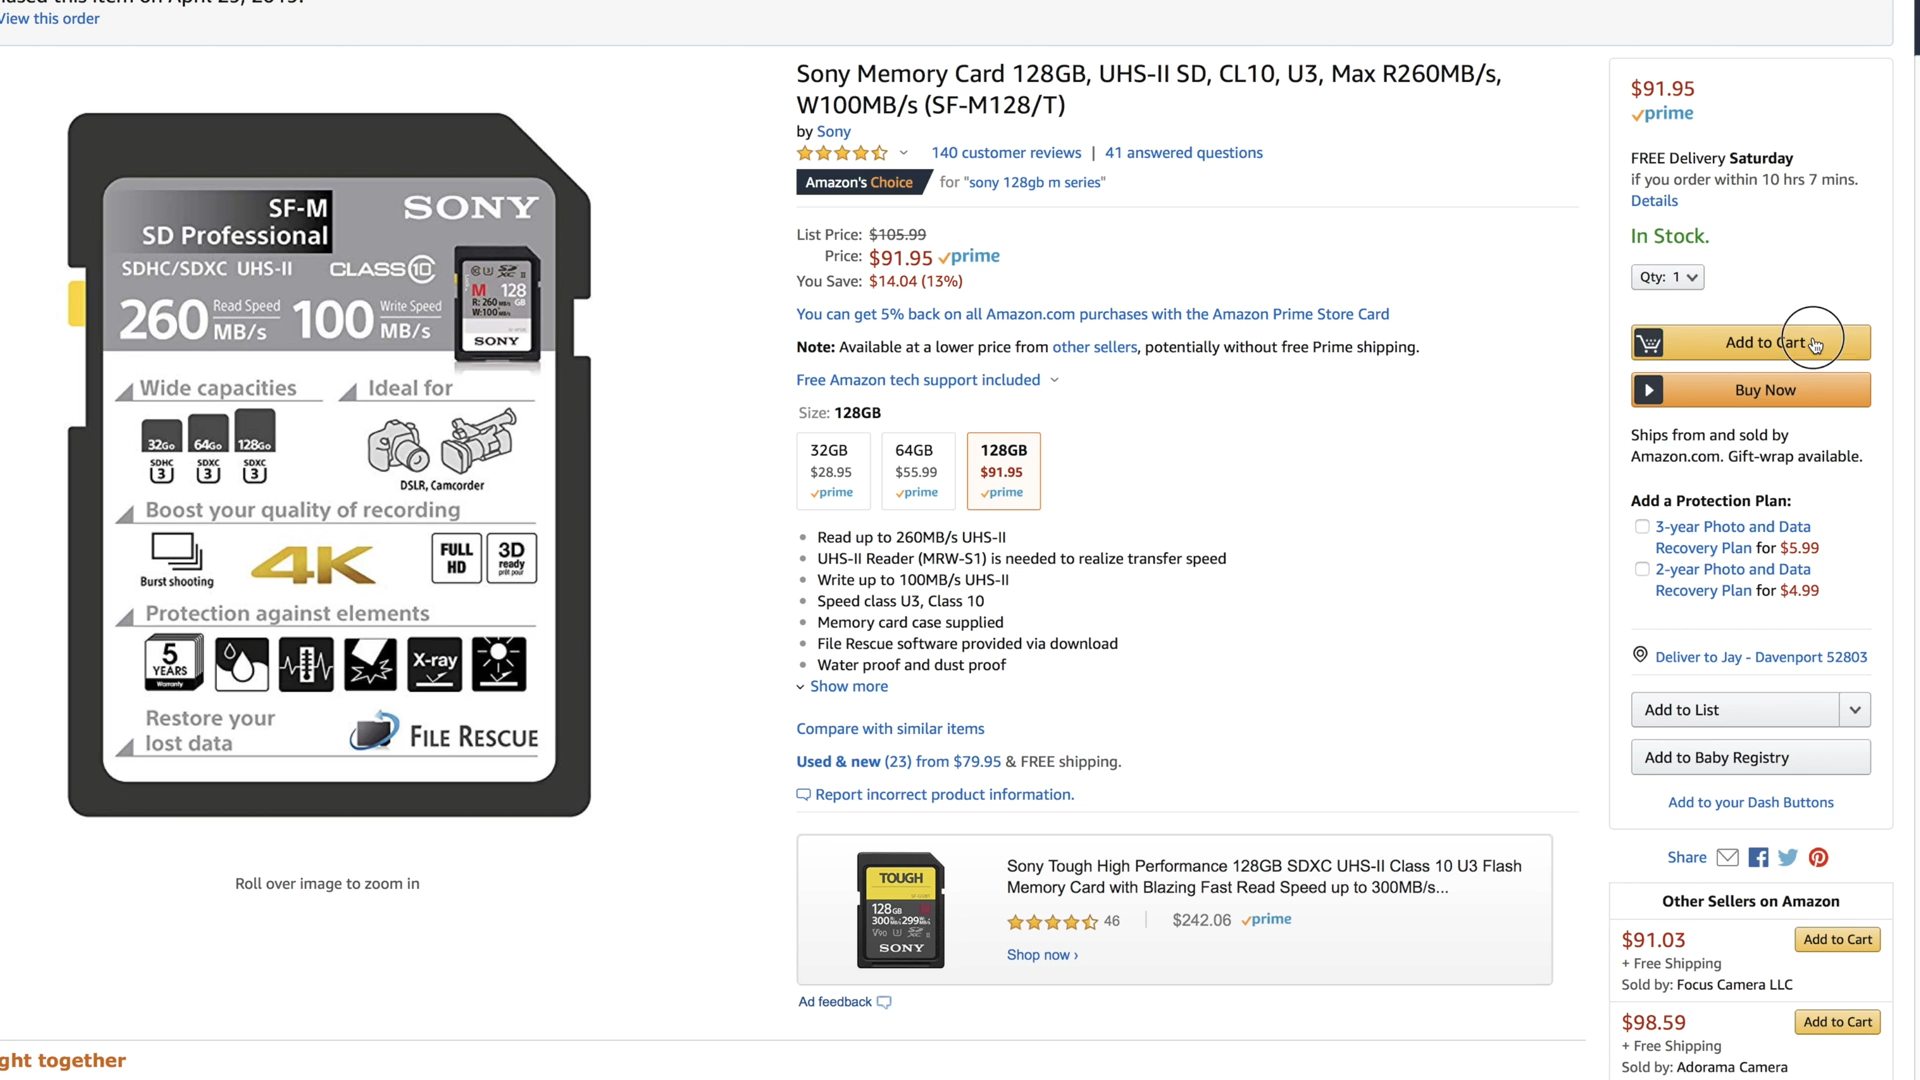 View this order
SF-M
SD Professional
SONY
SDHC/SDXC UHS-II
CLASS 10
260 Read Speed MB/s 100 Write Speed MB/s
M 128
R: 260 MB/s GB
W:100 MB/s
SONY
Wide capacities
Ideal for
32Go 64Go 128Go
SDHC SDXC SDXC
3 3 3
DSLR, Camcorder
Boost your quality of recording
Burst shooting
4K
FULL HD
3D ready prêt pour
Protection against elements
5 YEARS Warranty
X-ray
Restore your
lost data
FILE RESCUE
Roll over image to zoom in
ght together
Sony Memory Card 128GB, UHS-II SD, CL10, U3, Max R260MB/s,
W100MB/s (SF-M128/T)
by Sony
140 customer reviews | 41 answered questions
Amazon's Choice for "sony 128gb m series"
List Price: $105.99
Price: $91.95 prime
You Save: $14.04 (13%)
You can get 5% back on all Amazon.com purchases with the Amazon Prime Store Card
Note: Available at a lower price from other sellers, potentially without free Prime shipping.
Free Amazon tech support included
Size: 128GB
32GB 64GB 128GB
$28.95 $55.99 $91.95
prime prime prime
Read up to 260MB/s UHS-II
UHS-II Reader (MRW-S1) is needed to realize transfer speed
Write up to 100MB/s UHS-II
Speed class U3, Class 10
Memory card case supplied
File Rescue software provided via download
Water proof and dust proof
Show more
Compare with similar items
Used & new (23) from $79.95 & FREE shipping.
Report incorrect product information.
TOUGH
128GB
300MB/s 299MB/s
V90
SONY
Sony Tough High Performance 128GB SDXC UHS-II Class 10 U3 Flash
Memory Card with Blazing Fast Read Speed up to 300MB/s...
46 | $242.06 prime
Shop now ›
Ad feedback
$91.95
prime
FREE Delivery Saturday
if you order within 10 hrs 7 mins.
Details
In Stock.
Qty: 1
Add to Cart
Buy Now
Ships from and sold by
Amazon.com. Gift-wrap available.
Add a Protection Plan:
3-year Photo and Data
Recovery Plan for $5.99
2-year Photo and Data
Recovery Plan for $4.99
Deliver to Jay - Davenport 52803
Add to List
Add to Baby Registry
Add to your Dash Buttons
Share
Other Sellers on Amazon
$91.03 Add to Cart
+ Free Shipping
Sold by: Focus Camera LLC
$98.59 Add to Cart
+ Free Shipping
Sold by: Adorama Camera